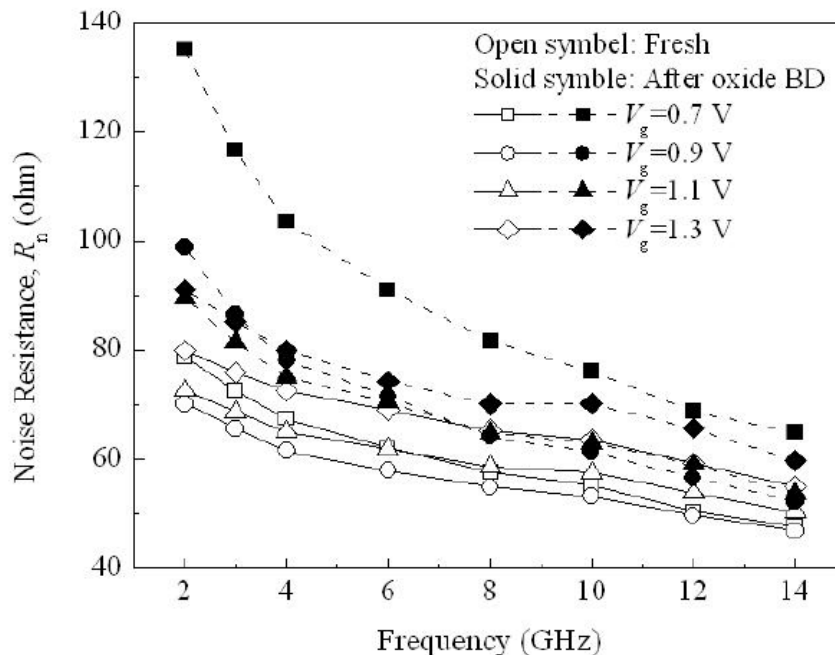 140
120
100
80
60
40
Noise Resistance, Rn (ohm)
Open symbel: Fresh
Solid symble: After oxide BD
Vg=0.7 V
Vg=0.9 V
Vg=1.1 V
Vg=1.3 V
2 4 6 8 10 12 14
Frequency (GHz)